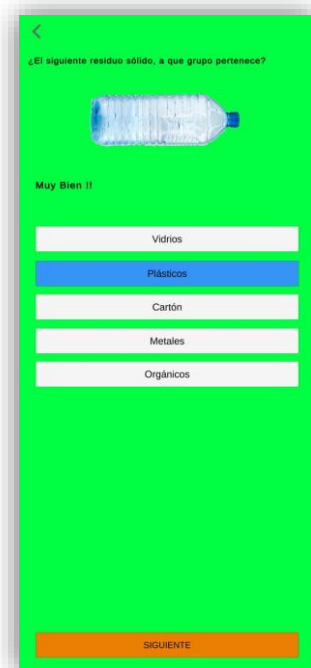 ¿El siguiente residuo sólido, a que grupo pertenece?
Muy Bien !!
Vidrios
Plásticos
Cartón
Metales
Orgánicos
SIGUIENTE